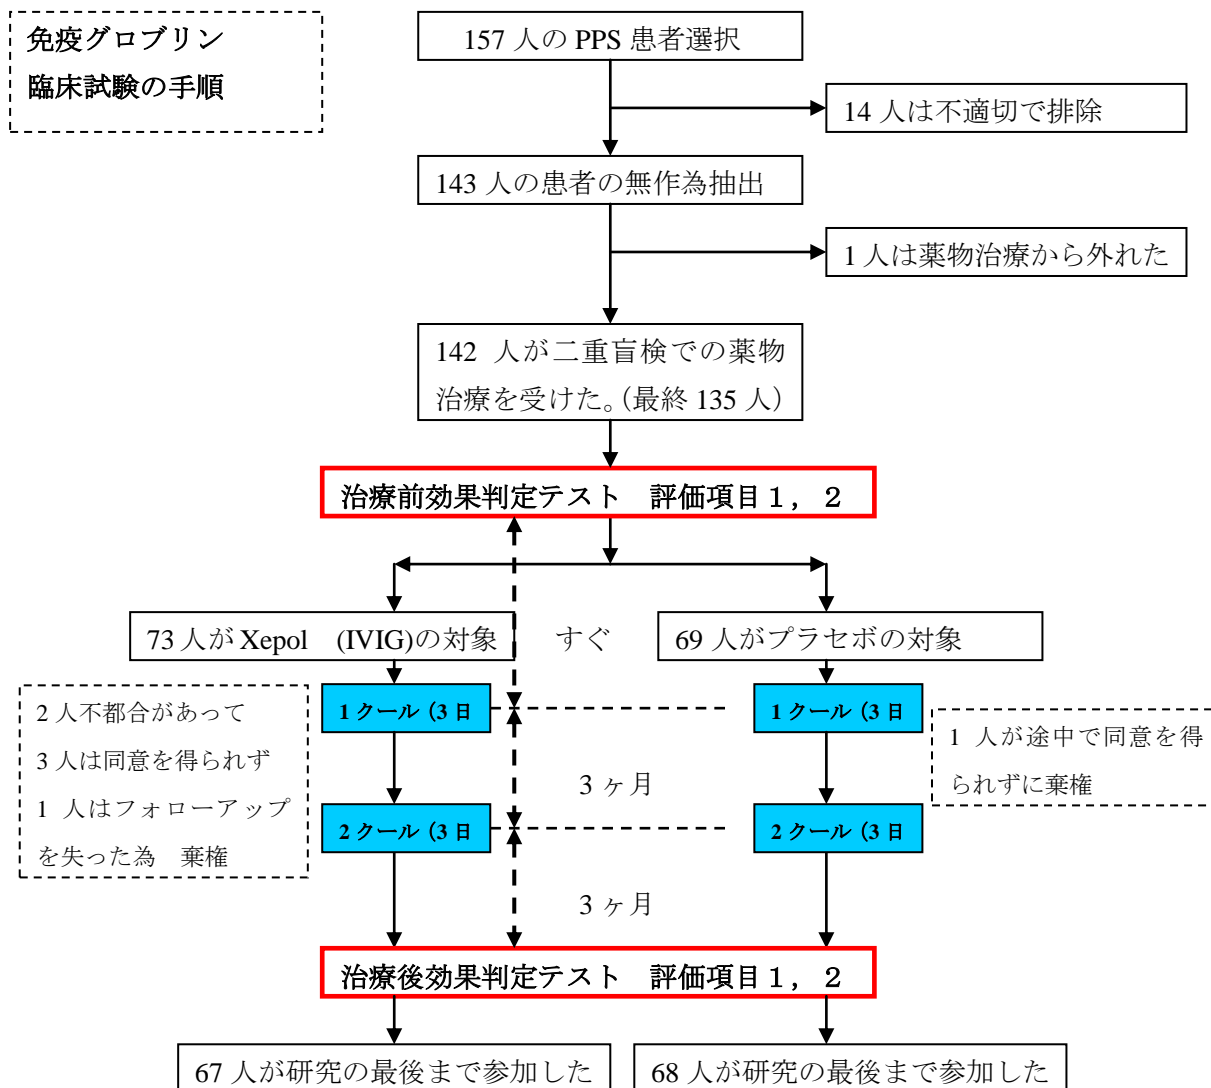 免疫グロブリン
臨床試験の手順
157 人の PPS 患者選択
14 人は不適切で排除
143 人の患者の無作為抽出
1 人は薬物治療から外れた
142 人が二重盲検での薬物
治療を受けた。(最終 135 人)
治療前効果判定テスト　評価項目１，２
73 人が Xepol　(IVIG)の対象
すぐ
69 人がプラセボの対象
2 人不都合があって
3 人は同意を得られず
1 人はフォローアップ
を失った為　棄権
1 クール（3 日
1 クール（3 日
1 人が途中で同意を得
られずに棄権
3 ヶ月
2 クール（3 日
2 クール（3 日
3 ヶ月
治療後効果判定テスト　評価項目１，２
67 人が研究の最後まで参加した
68 人が研究の最後まで参加した